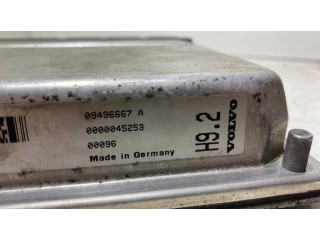 09496667 A
0000045253
00096
Made in Germany
H9.2
VOLVO